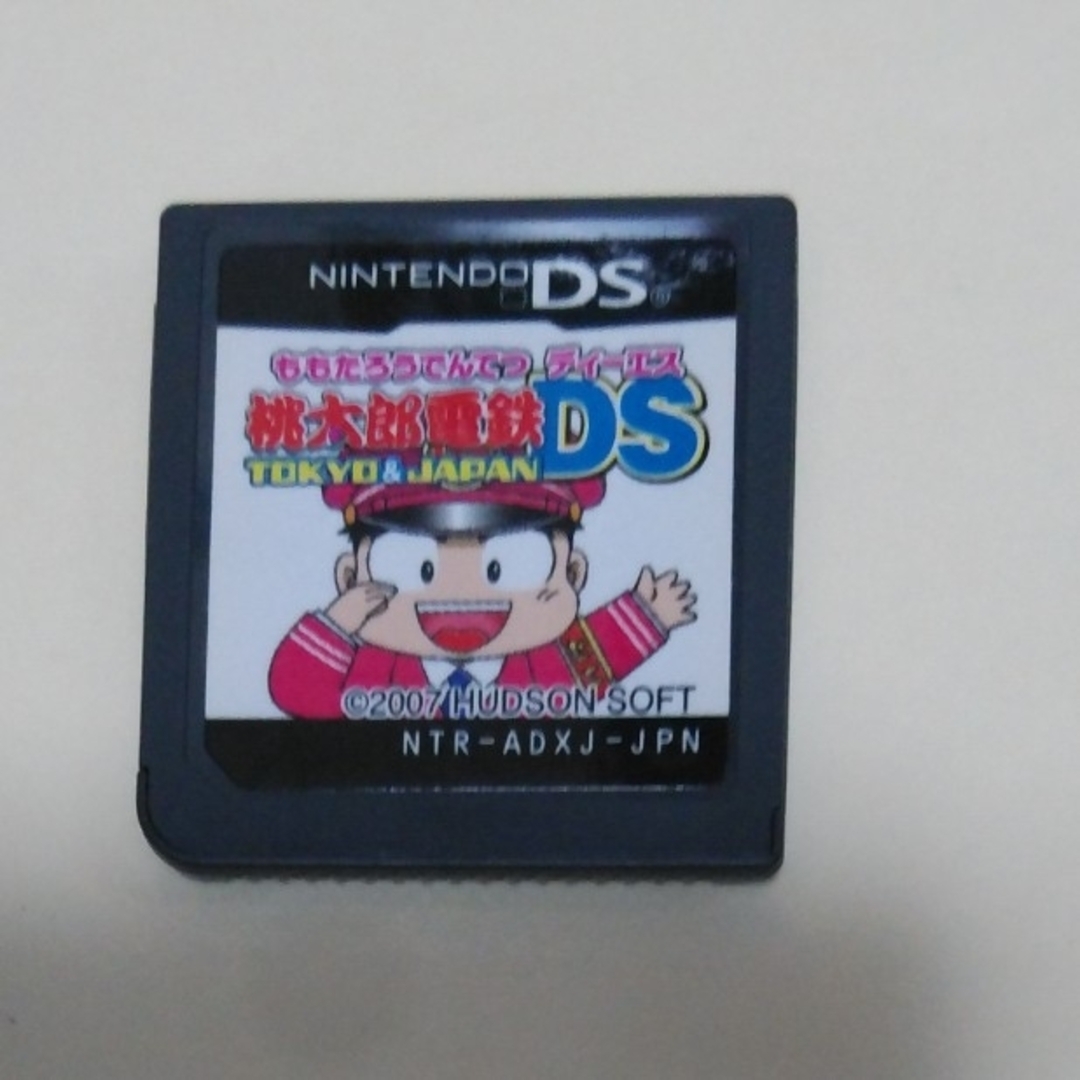 NINTENDO DS®
ももたろうでんてつ ディーエス
桃太郎電鉄DS
TOKYO&JAPAN
©2007 HUDSON SOFT
NTR-ADXJ-JPN